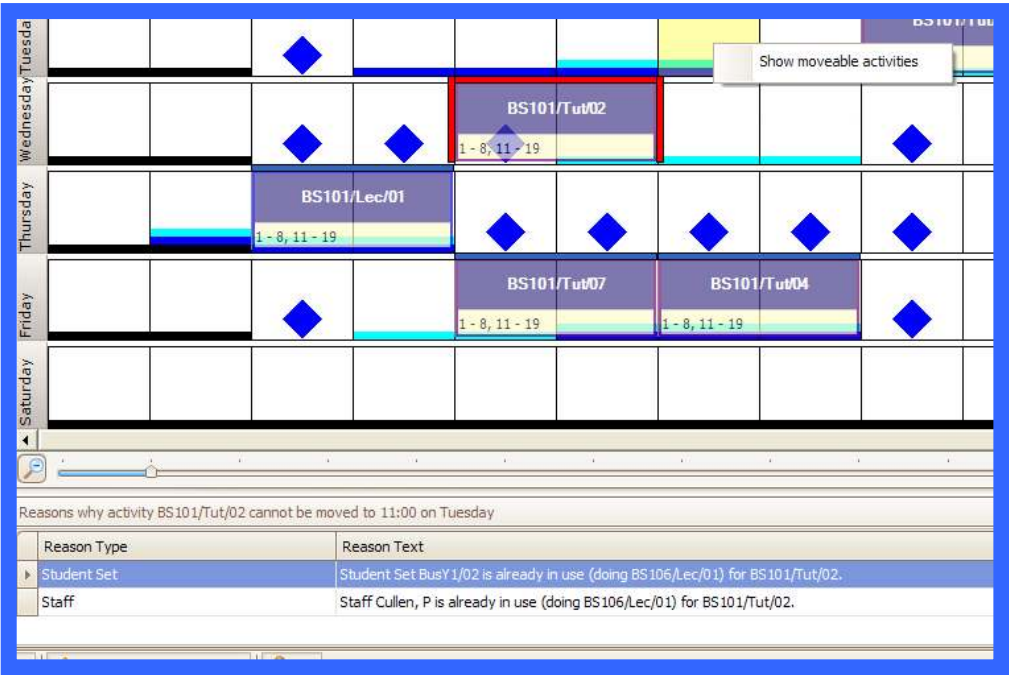 Tuesda
BS101/Tut
Show moveable activities
Wednesday
BS101/Tut/02
1 - 8, 11 - 19
Thursday
BS101/Lec/01
1 - 8, 11 - 19
Friday
BS101/Tut/07
BS101/Tut/04
1 - 8, 11 - 19
1 - 8, 11 - 19
Saturday
Reasons why activity BS101/Tut/02 cannot be moved to 11:00 on Tuesday
Reason Type
Reason Text
Student Set
Student Set BusY1/02 is already in use (doing BS106/Lec/01) for BS101/Tut/02.
Staff
Staff Cullen, P is already in use (doing BS106/Lec/01) for BS101/Tut/02.